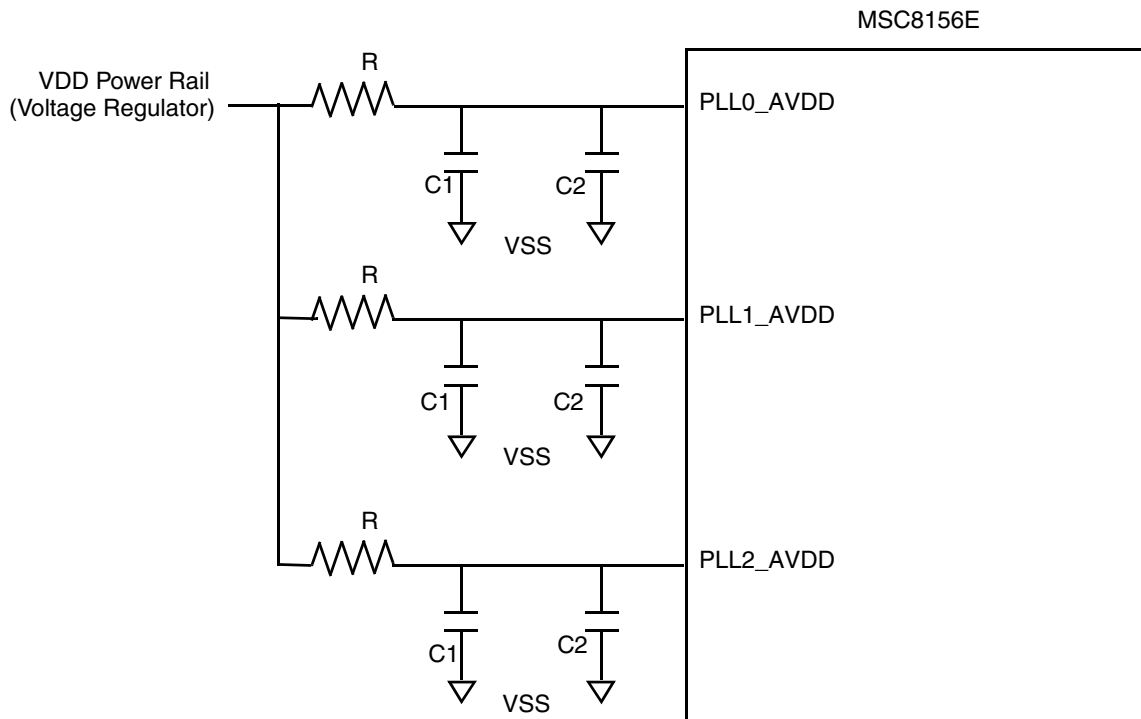 MSC8156E
R
VDD Power Rail
(Voltage Regulator)
PLL0_AVDD
C1
C2
VSS
R
PLL1_AVDD
C1
C2
VSS
R
PLL2_AVDD
C1
C2
VSS